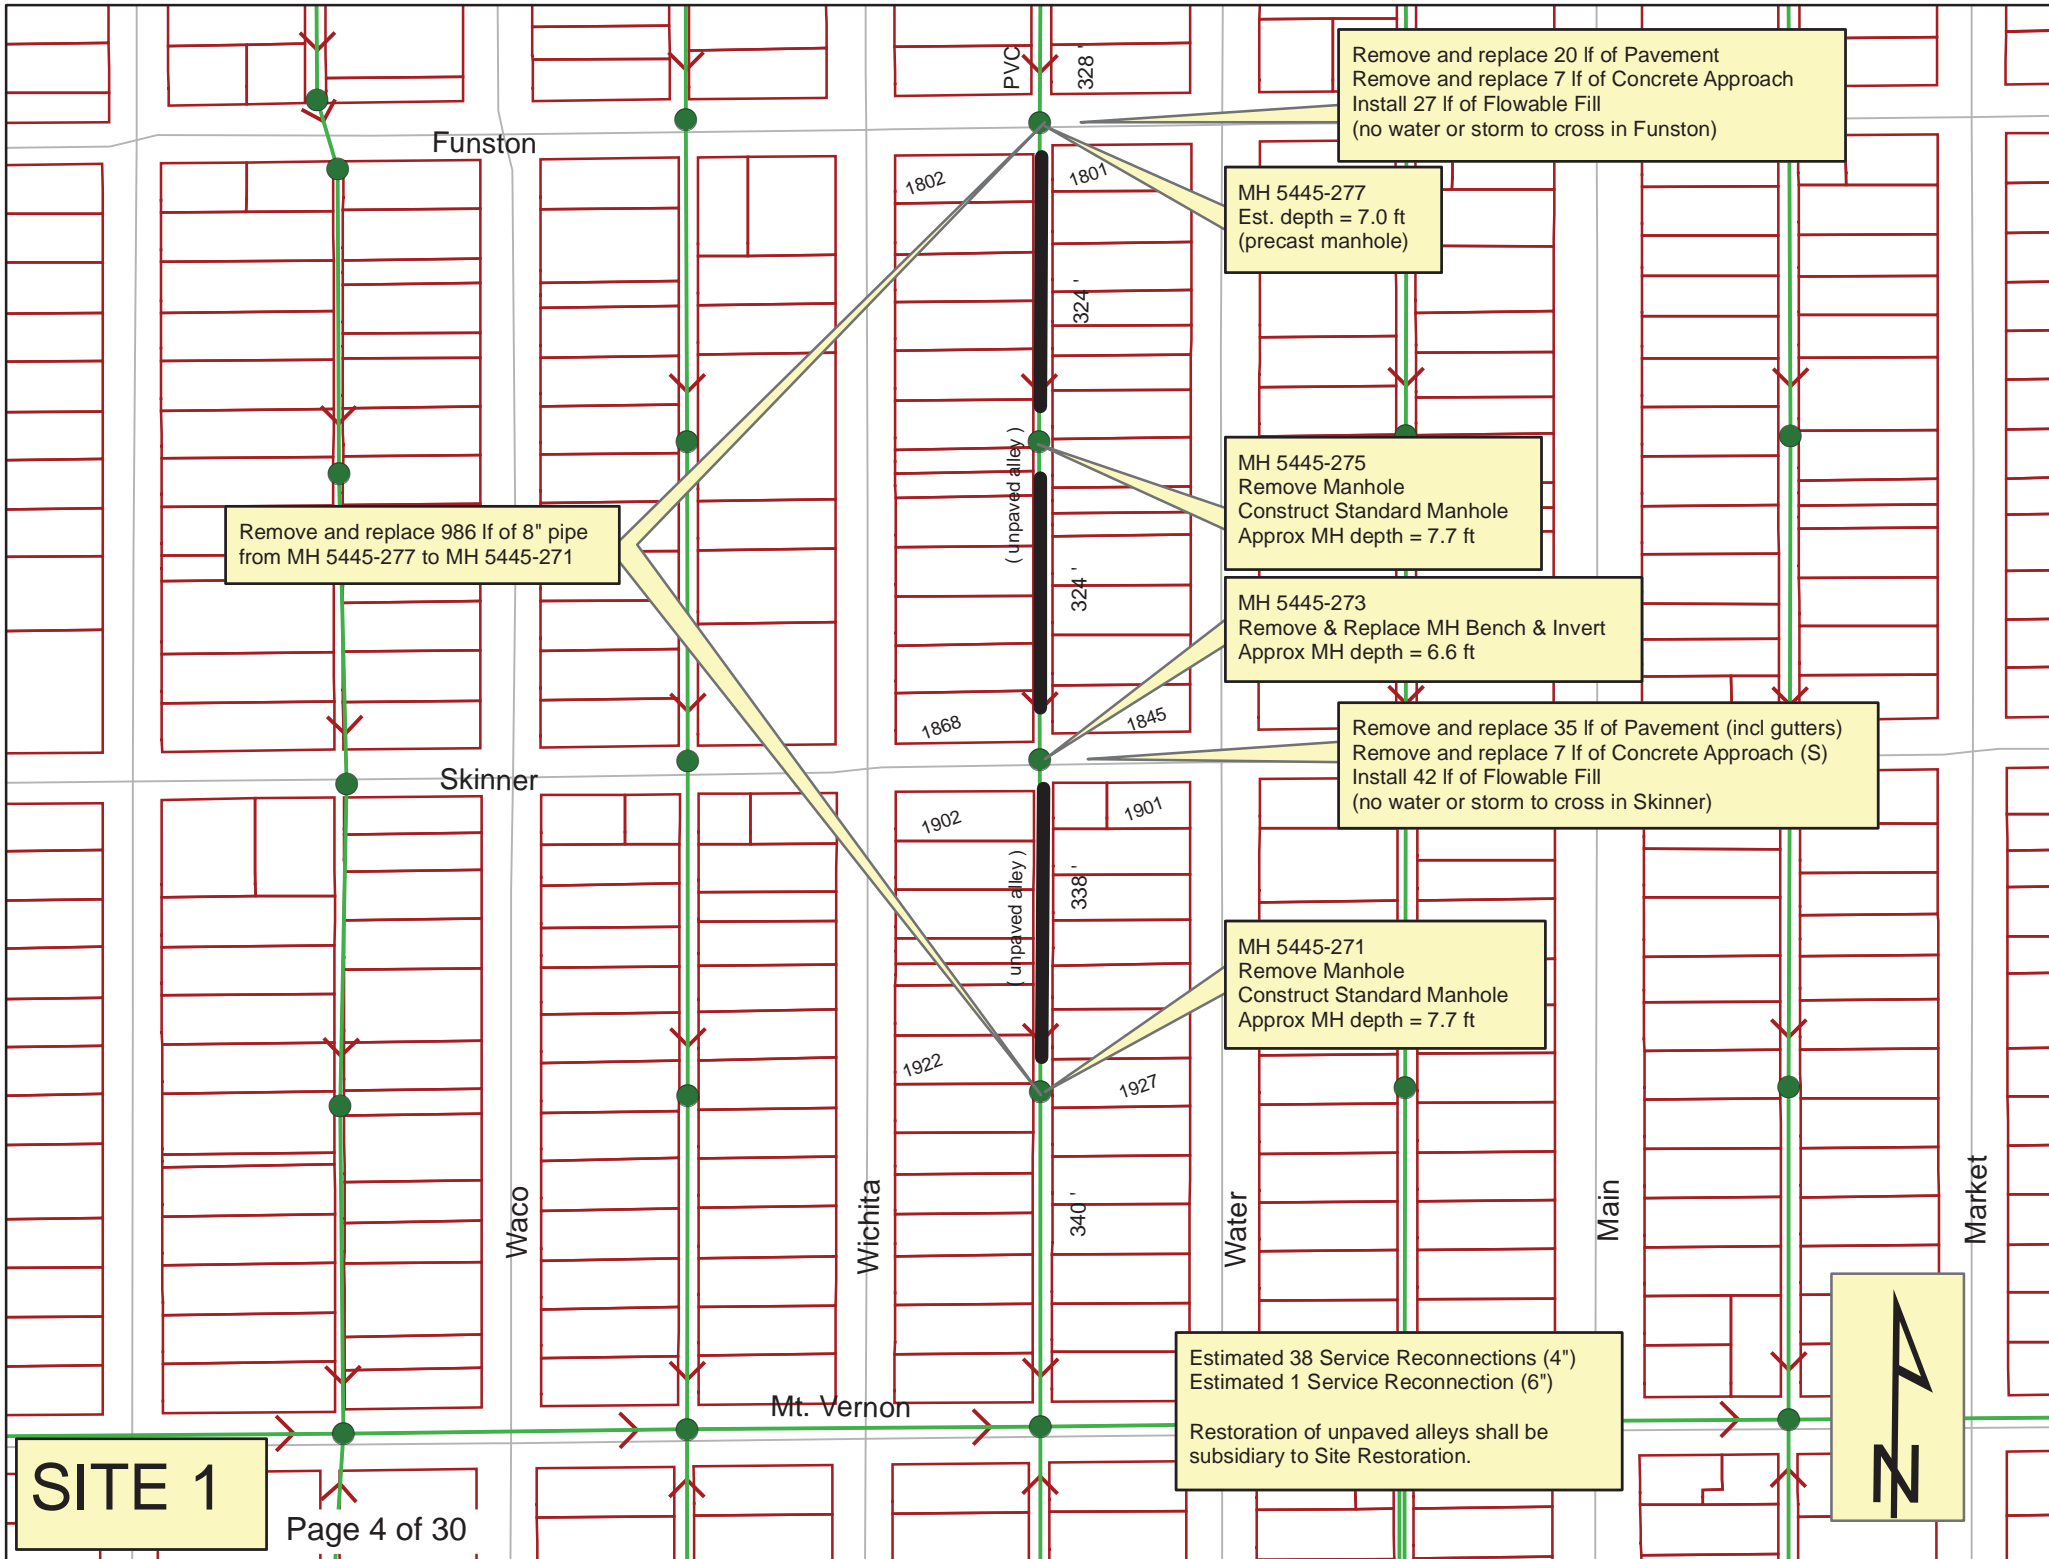 PVC
328 '
Remove and replace 20 lf of Pavement
Remove and replace 7 lf of Concrete Approach
Install 27 lf of Flowable Fill
(no water or storm to cross in Funston)
Funston
1802
1801
MH 5445-277
Est. depth = 7.0 ft
(precast manhole)
324 '
( unpaved alley )
MH 5445-275
Remove Manhole
Construct Standard Manhole
Approx MH depth = 7.7 ft
Remove and replace 986 lf of 8" pipe
from MH 5445-277 to MH 5445-271
324 '
MH 5445-273
Remove & Replace MH Bench & Invert
Approx MH depth = 6.6 ft
1868
1845
Remove and replace 35 lf of Pavement (incl gutters)
Remove and replace 7 lf of Concrete Approach (S)
Install 42 lf of Flowable Fill
(no water or storm to cross in Skinner)
Skinner
1902
1901
( unpaved alley )
338 '
MH 5445-271
Remove Manhole
Construct Standard Manhole
Approx MH depth = 7.7 ft
1922
1927
Waco
Wichita
340 '
Water
Main
Market
Estimated 38 Service Reconnections (4")
Estimated 1 Service Reconnection (6")
Restoration of unpaved alleys shall be
subsidiary to Site Restoration.
Mt. Vernon
N
SITE 1
Page 4 of 30